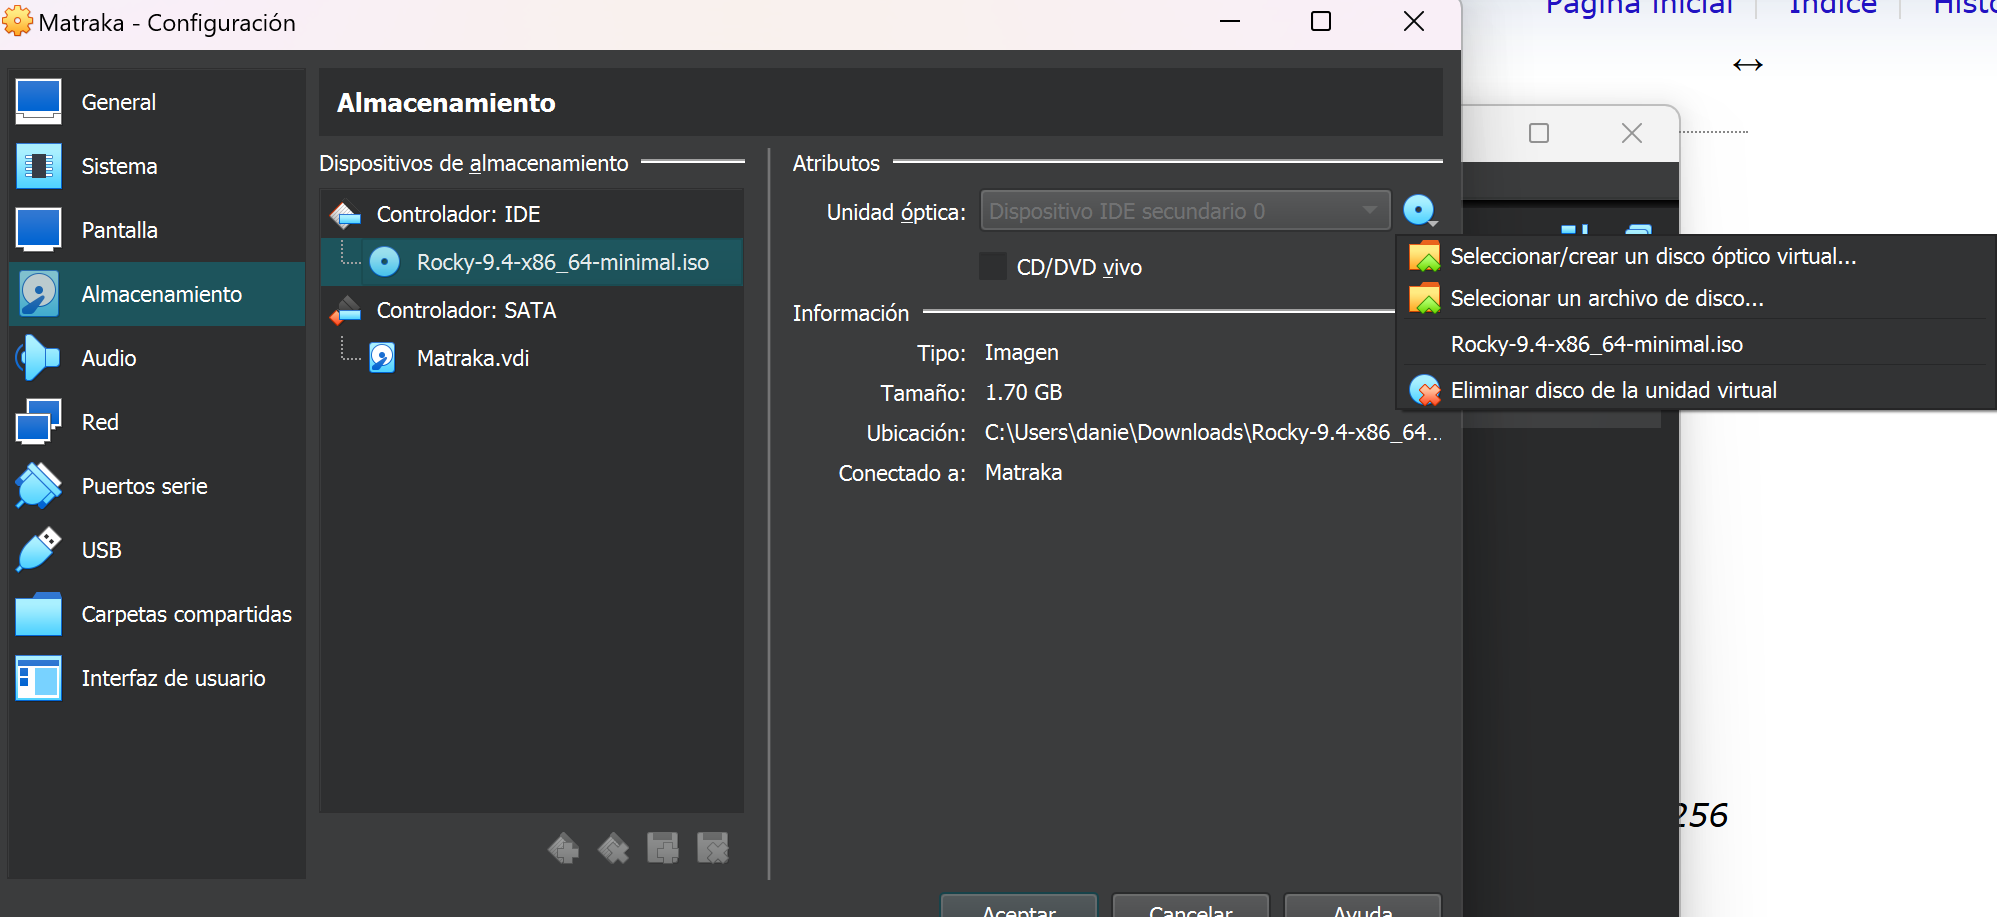 Matraka - Configuración
Página inicial
Índice
General
Sistema
Pantalla
Almacenamiento
Audio
Red
Puertos serie
USB
Carpetas compartidas
Interfaz de usuario
Almacenamiento
Dispositivos de almacenamiento
Controlador: IDE
Rocky-9.4-x86_64-minimal.iso
Controlador: SATA
Matraka.vdi
Atributos
Unidad óptica:
Dispositivo IDE secundario 0
CD/DVD vivo
Información
Tipo:
Imagen
Tamaño:
1.70 GB
Ubicación:
C:\Users\danie\Downloads\Rocky-9.4-x86_64...
Conectado a:
Matraka
Seleccionar/crear un disco óptico virtual...
Selecionar un archivo de disco...
Rocky-9.4-x86_64-minimal.iso
Eliminar disco de la unidad virtual
256
Aceptar
Cancelar
Ayuda